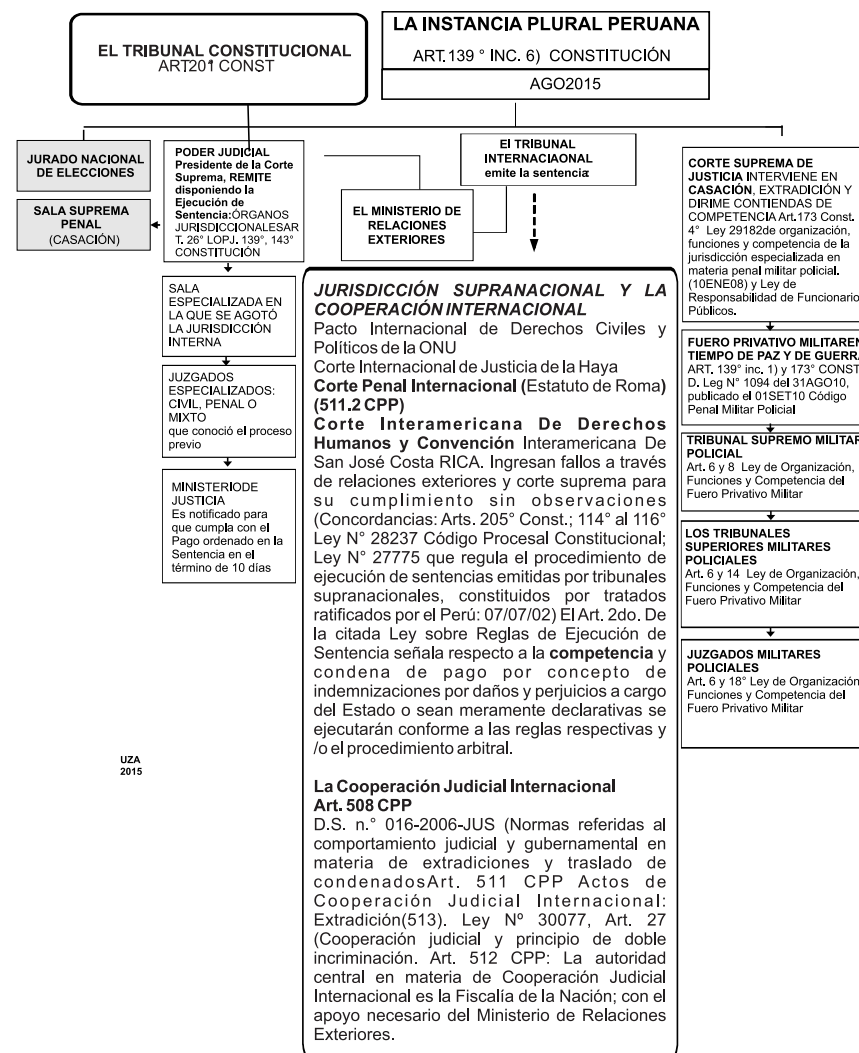 EL TRIBUNAL CONSTITUCIONAL
ART201° CONST
LA INSTANCIA PLURAL PERUANA
ART.139 ° INC. 6) CONSTITUCIÓN
AGO2015
JURADO NACIONAL
DE ELECCIONES
SALA SUPREMA
PENAL
(CASACIÓN)
PODER JUDICIAL
Presidente de la Corte
Suprema, REMITE
disponiendo la
Ejecución de
Sentencia:ÓRGANOS
JURISDICCIONALESAR
T. 26° LOPJ. 139°, 143°
CONSTITUCIÓN
SALA
ESPECIALIZADA EN
LA QUE SE AGOTÓ
LA JURISDICCIÓN
INTERNA
JUZGADOS
ESPECIALIZADOS:
CIVIL, PENAL O
MIXTO
que conoció el proceso
previo
MINISTERIODE
JUSTICIA
Es notificado para
que cumpla con el
Pago ordenado en la
Sentencia en el
término de 10 días
El TRIBUNAL
INTERNACIAONAL
emite la sentencia:
EL MINISTERIO DE
RELACIONES
EXTERIORES
JURISDICCIÓN SUPRANACIONAL Y LA
COOPERACIÓN INTERNACIONAL
Pacto Internacional de Derechos Civiles y
Políticos de la ONU
Corte Internacional de Justicia de la Haya
Corte Penal Internacional (Estatuto de Roma)
(511.2 CPP)
Corte Interamericana De Derechos
Humanos y Convención Interamericana De
San José Costa RICA. Ingresan fallos a través
de relaciones exteriores y corte suprema para
su cumplimiento sin observaciones
(Concordancias: Arts. 205° Const.; 114° al 116°
Ley N° 28237 Código Procesal Constitucional;
Ley N° 27775 que regula el procedimiento de
ejecución de sentencias emitidas por tribunales
supranacionales, constituidos por tratados
ratificados por el Perú: 07/07/02) El Art. 2do. De
la citada Ley sobre Reglas de Ejecución de
Sentencia señala respecto a la competencia y
condena de pago por concepto de
indemnizaciones por daños y perjuicios a cargo
del Estado o sean meramente declarativas se
ejecutarán conforme a las reglas respectivas y
/o el procedimiento arbitral.
La Cooperación Judicial Internacional
Art. 508 CPP
D.S. n.° 016-2006-JUS (Normas referidas al
comportamiento judicial y gubernamental en
materia de extradiciones y traslado de
condenadosArt. 511 CPP Actos de
Cooperación Judicial Internacional:
Extradición(513). Ley Nº 30077, Art. 27
(Cooperación judicial y principio de doble
incriminación. Art. 512 CPP: La autoridad
central en materia de Cooperación Judicial
Internacional es la Fiscalía de la Nación; con el
apoyo necesario del Ministerio de Relaciones
Exteriores.
CORTE SUPREMA DE
JUSTICIA INTERVIENE EN
CASACIÓN, EXTRADICIÓN Y
DIRIME CONTIENDAS DE
COMPETENCIA Art.173 Const.
4° Ley 29182de organización,
funciones y competencia de la
jurisdicción especializada en
materia penal militar policial.
(10ENE08) y Ley de
Responsabilidad de Funcionario
Públicos.
FUERO PRIVATIVO MILITAREN
TIEMPO DE PAZ Y DE GUERRA
ART. 139° inc. 1) y 173° CONST
D. Leg N° 1094 del 31AGO10,
publicado el 01SET10 Código
Penal Militar Policial
TRIBUNAL SUPREMO MILITAR
POLICIAL
Art. 6 y 8 Ley de Organización,
Funciones y Competencia del
Fuero Privativo Militar
LOS TRIBUNALES
SUPERIORES MILITARES
POLICIALES
Art. 6 y 14 Ley de Organización,
Funciones y Competencia del
Fuero Privativo Militar
JUZGADOS MILITARES
POLICIALES
Art. 6 y 18° Ley de Organización
Funciones y Competencia del
Fuero Privativo Militar
UZA
2015